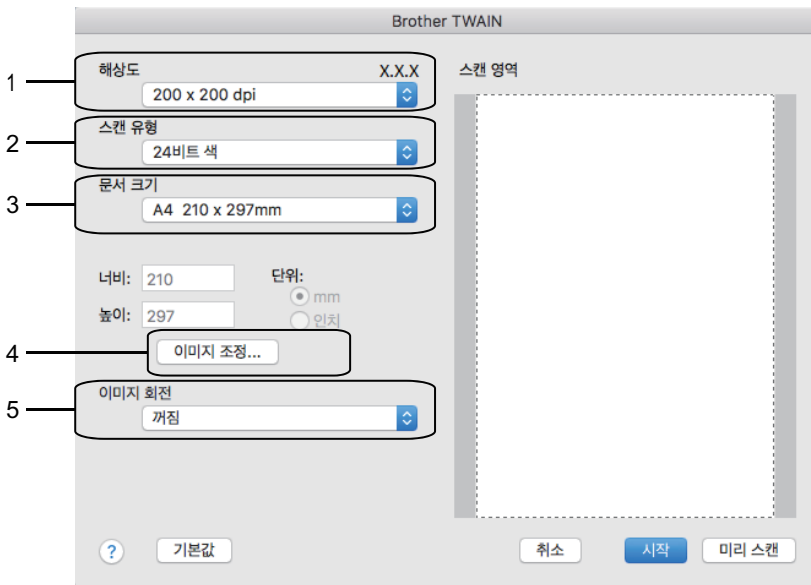 Brother TWAIN
1
해상도 X.X.X
200 x 200 dpi
2
스캔 유형
24비트 색
3
문서 크기
A4 210 x 297mm
너비: 210
단위:
mm
높이: 297
인치
4
이미지 조정...
5
이미지 회전
꺼짐
스캔 영역
?
기본값
취소
시작
미리 스캔